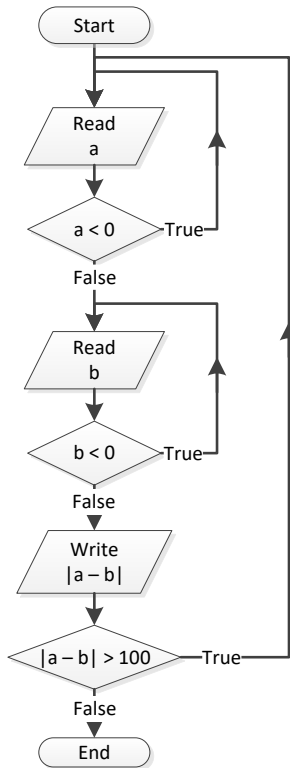 Start
Read
a
a < 0
True
False
Read
b
b < 0
True
False
Write
|a – b|
|a – b| > 100
True
False
End